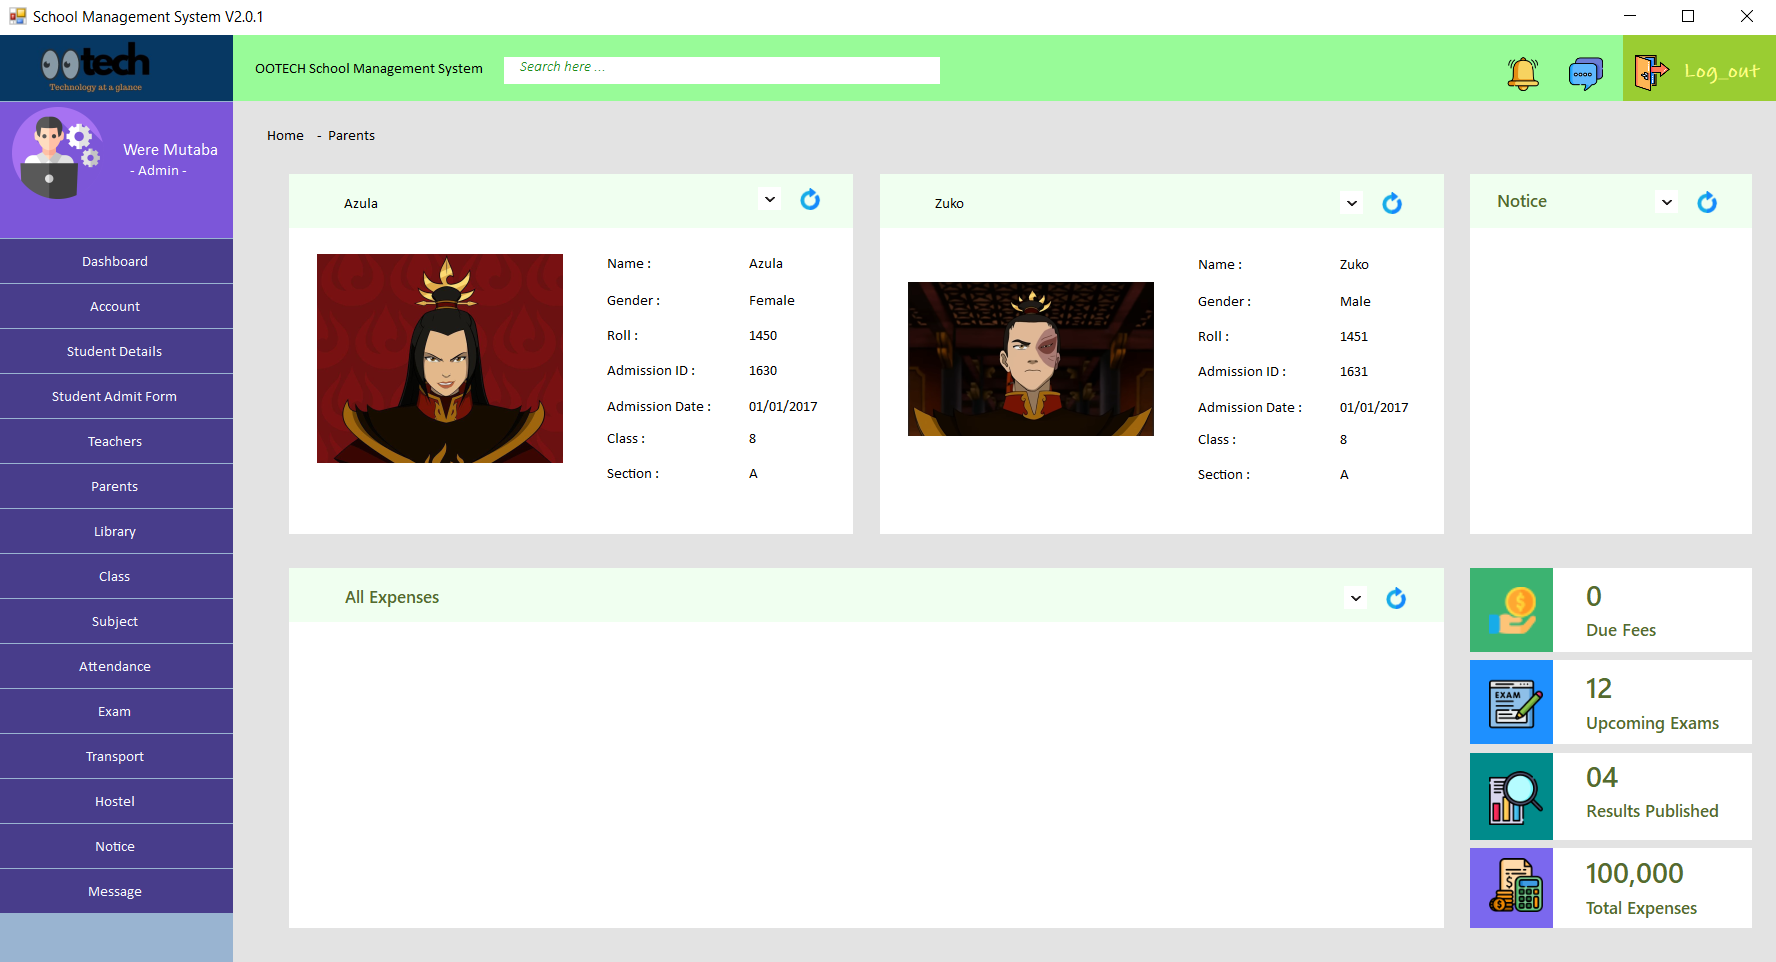 School Management System V2.0.1
ootech
Technology at a glance
OOTECH School Management System
Search here ...
Log_out
Were Mutaba
- Admin -
Dashboard
Account
Student Details
Student Admit Form
Teachers
Parents
Library
Class
Subject
Attendance
Exam
Transport
Hostel
Notice
Message
Home - Parents
Azula
Name : Azula
Gender : Female
Roll : 1450
Admission ID : 1630
Admission Date : 01/01/2017
Class : 8
Section : A
Zuko
Name : Zuko
Gender : Male
Roll : 1451
Admission ID : 1631
Admission Date : 01/01/2017
Class : 8
Section : A
Notice
All Expenses
0
Due Fees
EXAM
12
Upcoming Exams
04
Results Published
100,000
Total Expenses